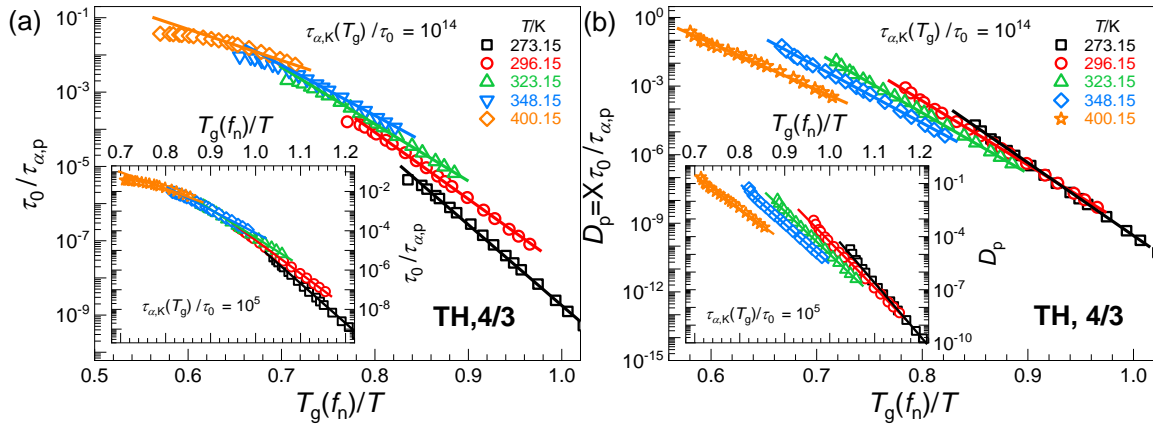 (a)
τα,K(Tg) /τ0 = 10^14
T/K
273.15
296.15
323.15
348.15
400.15
10^0
10^-1
10^-3
10^-5
10^-7
10^-9
τ0/τα,p
Tg(fn)/T
0.7 0.8 0.9 1.0 1.1 1.2
10^-2
10^-4
10^-6
10^-8
τ0/τα,p
τα,K(Tg) /τ0 = 10^5
TH,4/3
0.5 0.6 0.7 0.8 0.9 1.0
Tg(fn)/T
(b)
τα,K(Tg) /τ0 = 10^14
T/K
273.15
296.15
323.15
348.15
400.15
10^0
10^-3
10^-6
10^-9
10^-12
10^-15
Dp=X τ0/τα,p
Tg(fn)/T
0.7 0.8 0.9 1.0 1.1 1.2
10^-1
10^-4
10^-7
10^-10
Dp
τα,K(Tg)/τ0 = 10^5
TH, 4/3
0.6 0.7 0.8 0.9 1.0
Tg(fn)/T